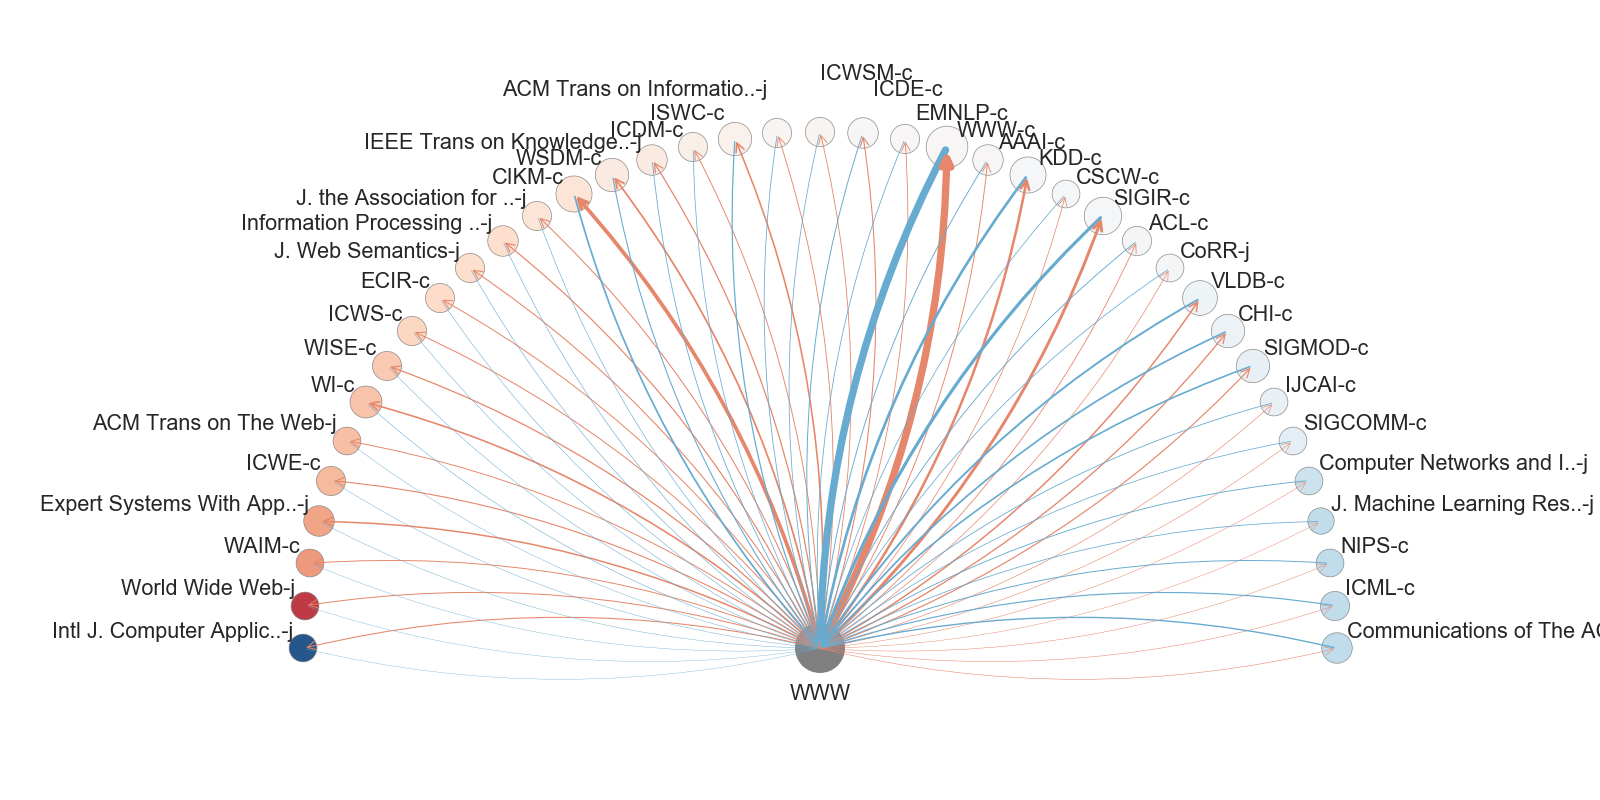 ICWSM-c
ACM Trans on Informatio..-j
ICDE-c
ISWC-c
EMNLP-c
ICDM-c
WWW-c
IEEE Trans on Knowledge..-j
AAAI-c
WSDM-c
KDD-c
CIKM-c
CSCW-c
J. the Association for ..-j
SIGIR-c
Information Processing ..-j
ACL-c
J. Web Semantics-j
CoRR-j
ECIR-c
VLDB-c
ICWS-c
CHI-c
WISE-c
SIGMOD-c
WI-c
IJCAI-c
ACM Trans on The Web-j
SIGCOMM-c
ICWE-c
Computer Networks and I..-j
Expert Systems With App..-j
J. Machine Learning Res..-j
WAIM-c
NIPS-c
World Wide Web-j
ICML-c
Intl J. Computer Applic..-j
Communications of The AC
WWW